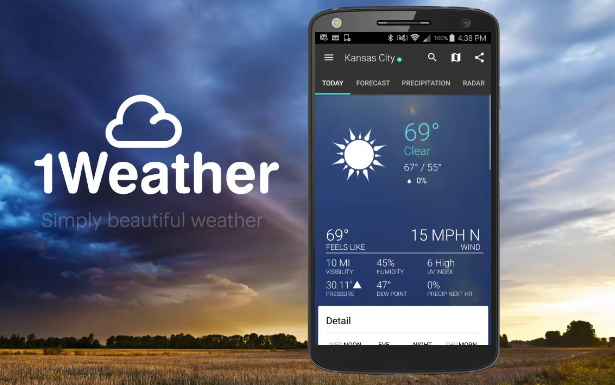 1Weather
Simply beautiful weather
100% 4:38 PM
Kansas City
TODAY FORECAST PRECIPITATION RADAR
69°
Clear
67° / 55°
0%
69° 15 MPH N
FEELS LIKE WIND
10 MI 45% 6 High
VISIBILITY HUMIDITY UV INDEX
30.11" 47° 0%
PRESSURE DEW POINT PRECIP NEXT HR
Detail